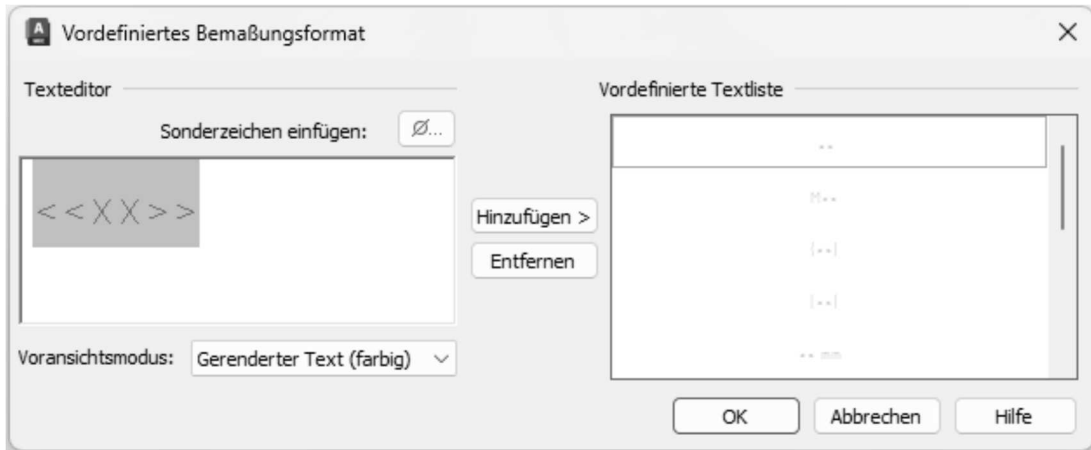 Vordefiniertes Bemaßungsformat
Texteditor
Sonderzeichen einfügen:
Ø...
<<XX>>
Voransichtsmodus:
Gerenderter Text (farbig)
Hinzufügen >
Entfernen
Vordefinierte Textliste
OK
Abbrechen
Hilfe